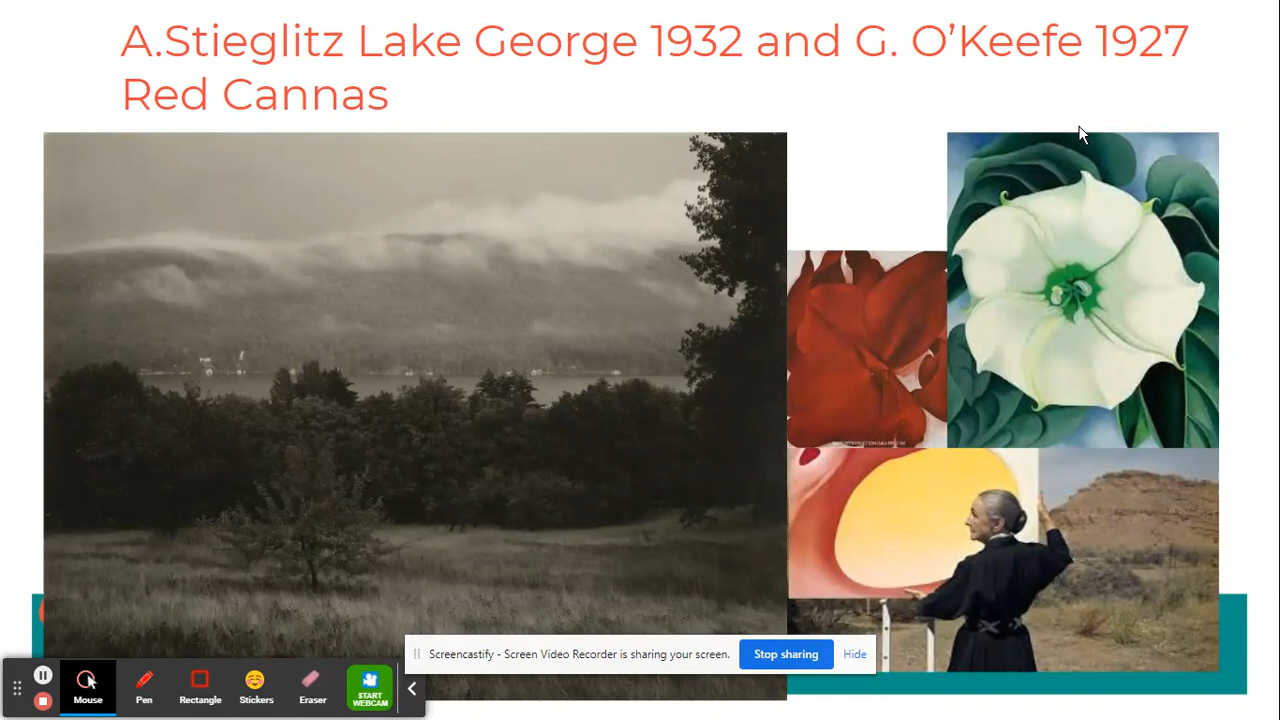 A.Stieglitz Lake George 1932 and G. O’Keefe 1927
Red Cannas
Screencastify - Screen Video Recorder is sharing your screen.
Stop sharing
Hide
Mouse
Pen
Rectangle
Stickers
Eraser
START
WEBCAM